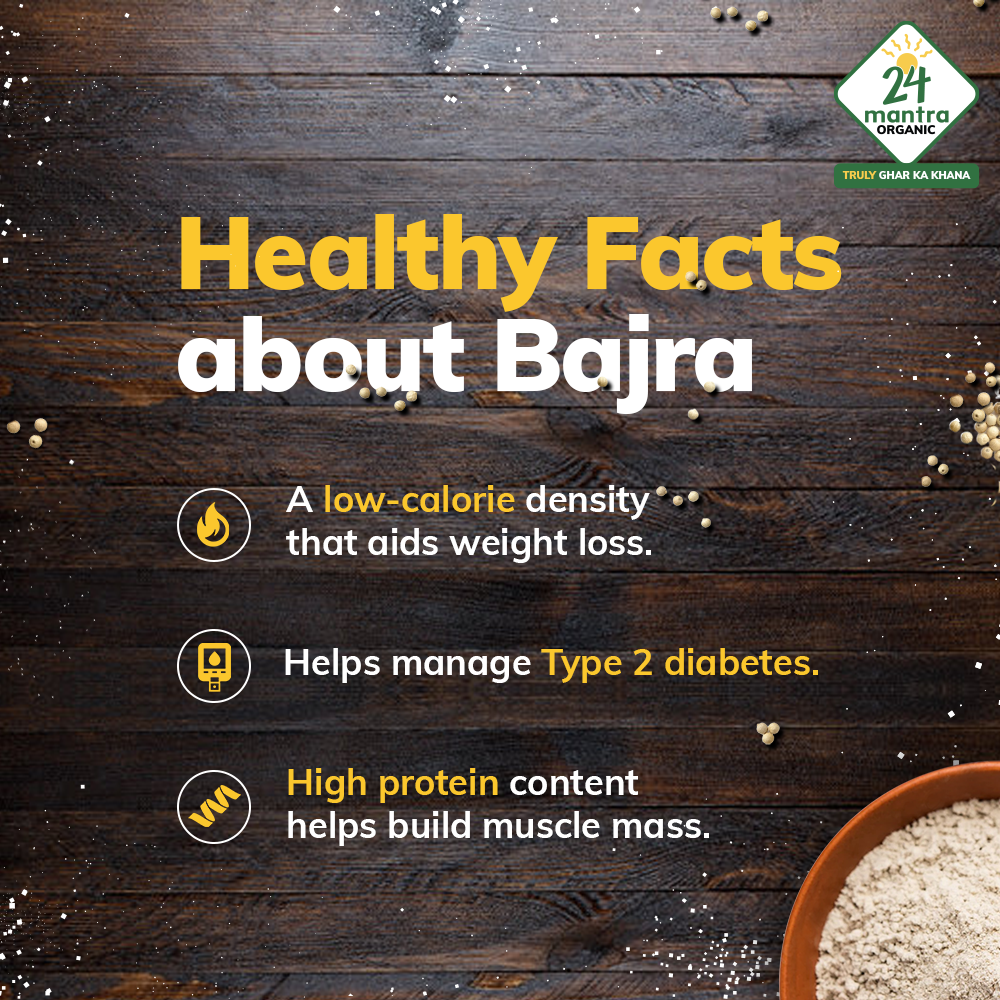 24
mantra
ORGANIC
TRULY GHAR KA KHANA
Healthy Facts
about Bajra
A low-calorie density
that aids weight loss.
Helps manage Type 2 diabetes.
High protein content
helps build muscle mass.